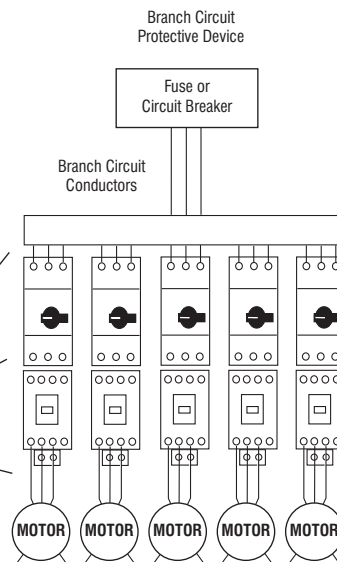 Branch Circuit
Protective Device
Fuse or
Circuit Breaker
Branch Circuit
Conductors
MOTOR MOTOR MOTOR MOTOR MOTOR